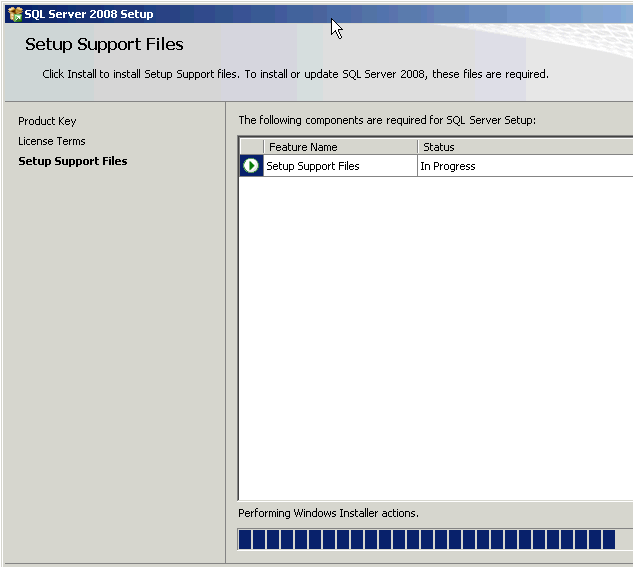 SQL Server 2008 Setup
Setup Support Files
Click Install to install Setup Support files. To install or update SQL Server 2008, these files are required.
Product Key
License Terms
Setup Support Files
The following components are required for SQL Server Setup:
Feature Name Status
Setup Support Files In Progress
Performing Windows Installer actions.